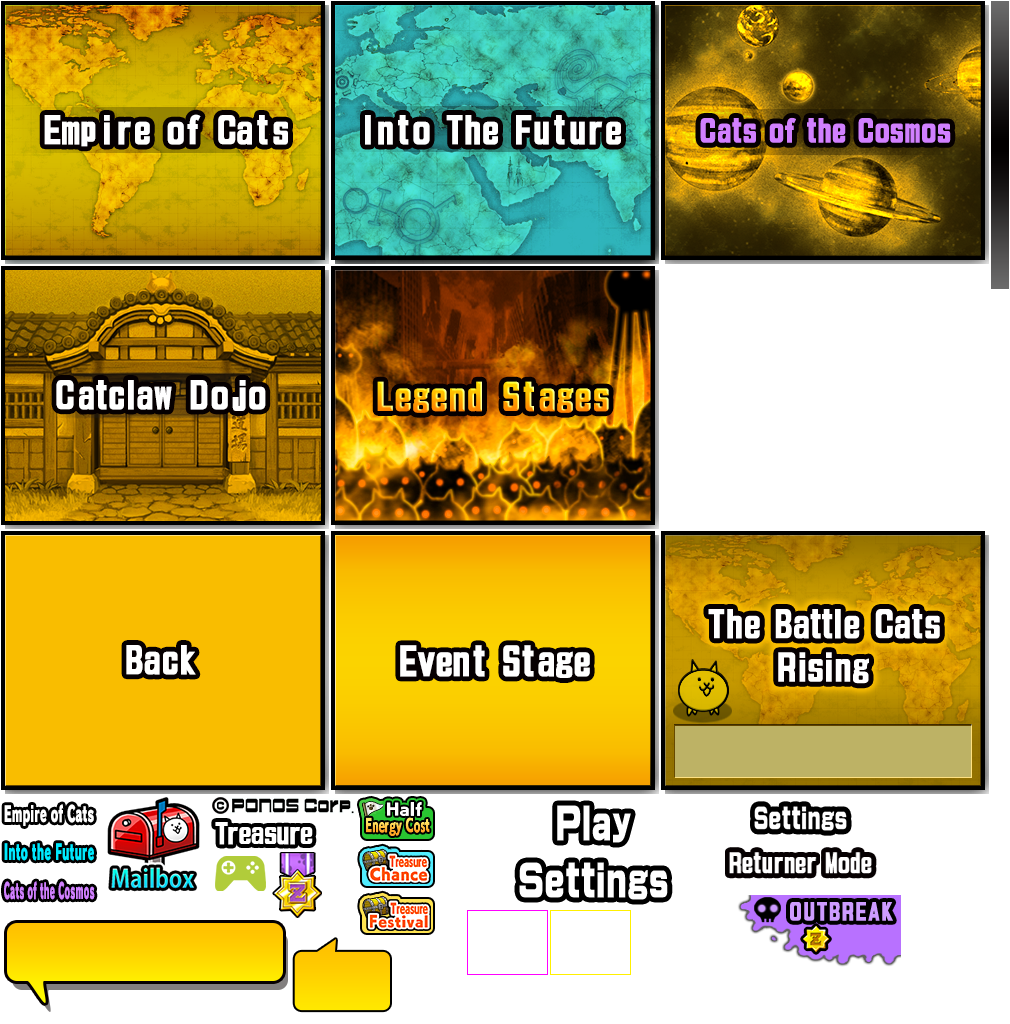 Empire of Cats
Into The Future
Cats of the Cosmos
Catclaw Dojo
Legend Stages
Back
Event Stage
The Battle Cats
Rising
Empire of Cats
Into the Future
Cats of the Cosmos
Mailbox
© PONOS Corp.
Treasure
Z
Half
Energy Cost
Treasure
Chance
Treasure
Festival
Play
Settings
Settings
Returner Mode
OUTBREAK
Z